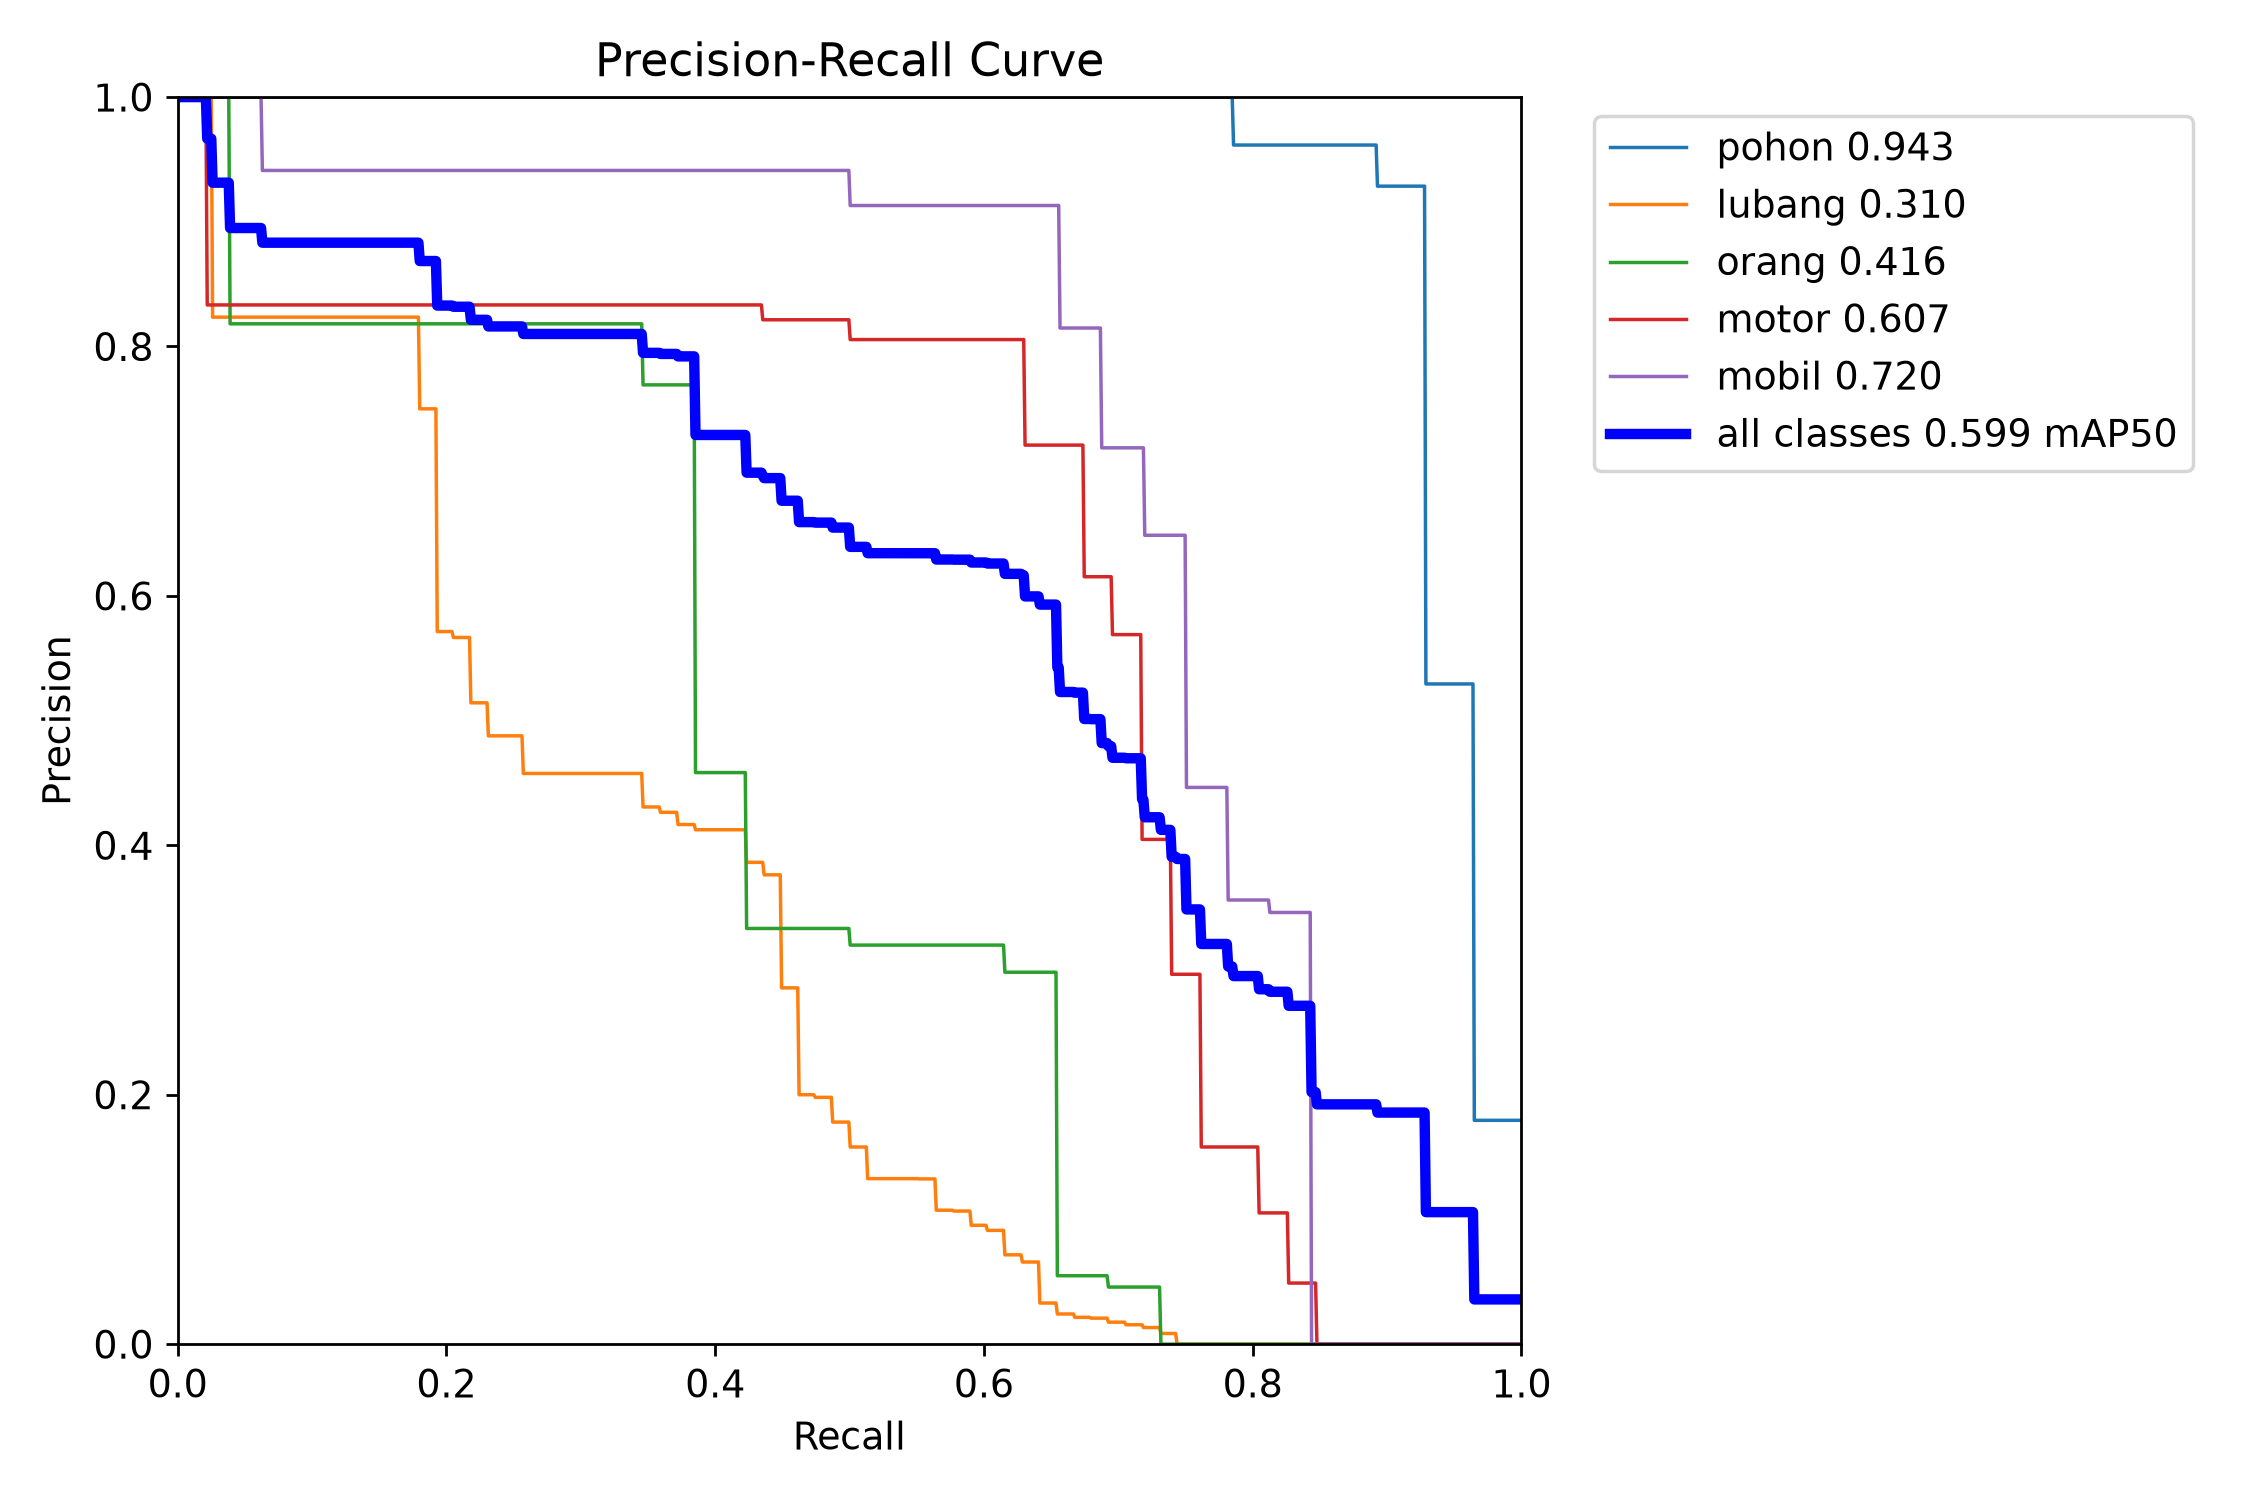 Precision-Recall Curve
1.0
0.8
0.6
0.4
0.2
0.0
Precision
0.0 0.2 0.4 0.6 0.8 1.0
Recall
pohon 0.943
lubang 0.310
orang 0.416
motor 0.607
mobil 0.720
all classes 0.599 mAP50